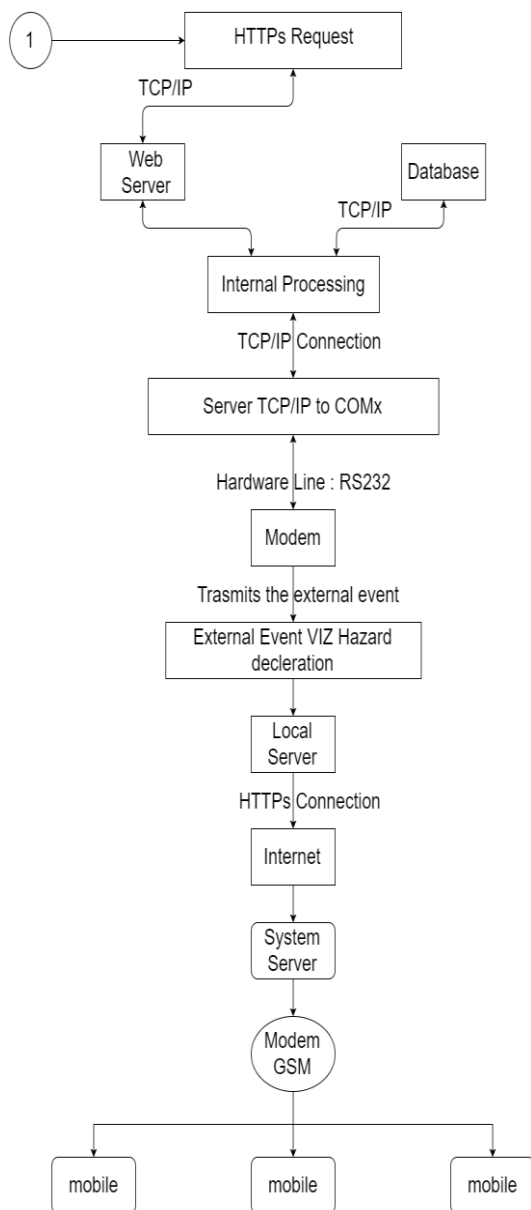 1
HTTPs Request
TCP/IP
Web
Server
Database
TCP/IP
Internal Processing
TCP/IP Connection
Server TCP/IP to COMx
Hardware Line : RS232
Modem
Trasmits the external event
External Event VIZ Hazard
decleration
Local
Server
HTTPs Connection
Internet
System
Server
Modem
GSM
mobile
mobile
mobile